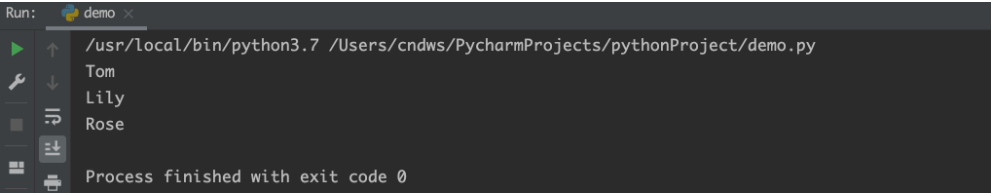 Run: demo
/usr/local/bin/python3.7 /Users/cndws/PycharmProjects/pythonProject/demo.py
Tom
Lily
Rose
Process finished with exit code 0